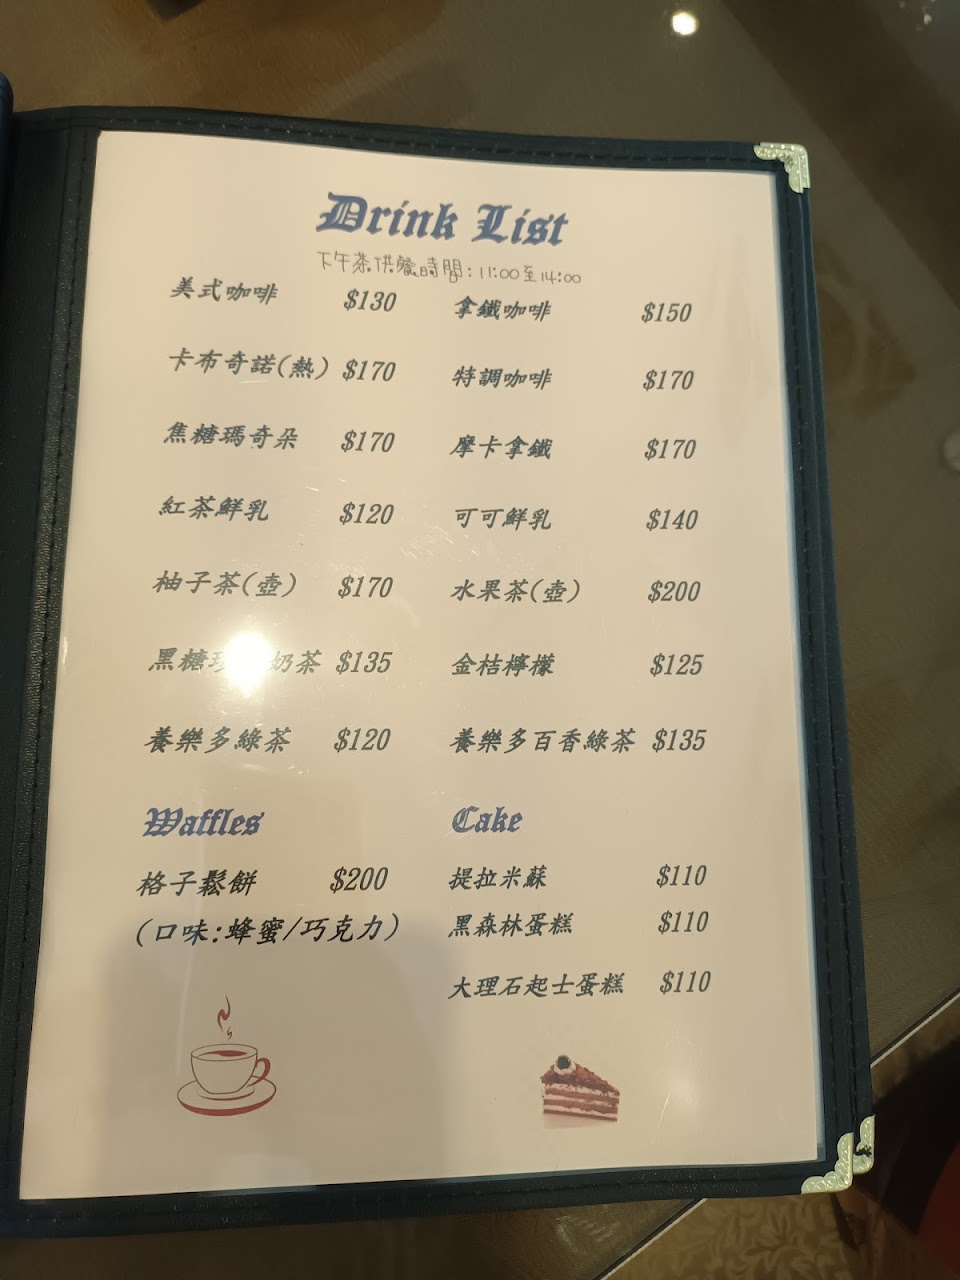 Drink List
下午茶供餐時間:11:00至14:00
美式咖啡 $130 拿鐵咖啡 $150
卡布奇諾(熱) $170 特調咖啡 $170
焦糖瑪奇朵 $170 摩卡拿鐵 $170
紅茶鮮乳 $120 可可鮮乳 $140
柚子茶(壺) $170 水果茶(壺) $200
黑糖珍奶茶 $135 金桔檸檬 $125
養樂多綠茶 $120 養樂多百香綠茶 $135
Waffles Cake
格子鬆餅 $200 提拉米蘇 $110
(口味:蜂蜜/巧克力) 黑森林蛋糕 $110
大理石起士蛋糕 $110